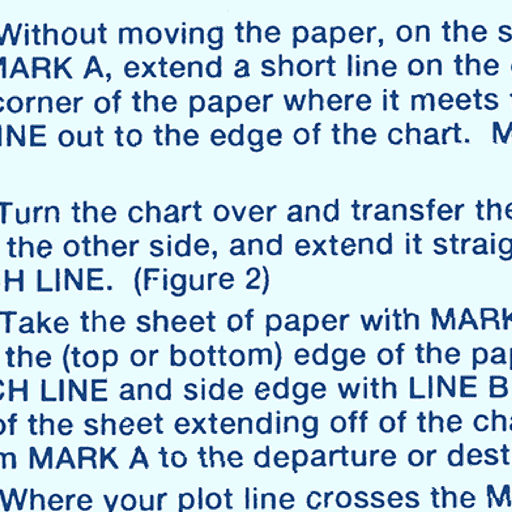 Without moving the paper, on the s
MARK A, extend a short line on the
corner of the paper where it meets
INE out to the edge of the chart. M
Turn the chart over and transfer the
the other side, and extend it straig
CH LINE. (Figure 2)
Take the sheet of paper with MARK
the (top or bottom) edge of the pap
CH LINE and side edge with LINE B
of the sheet extending off of the cha
m MARK A to the departure or dest
Where your plot line crosses the M